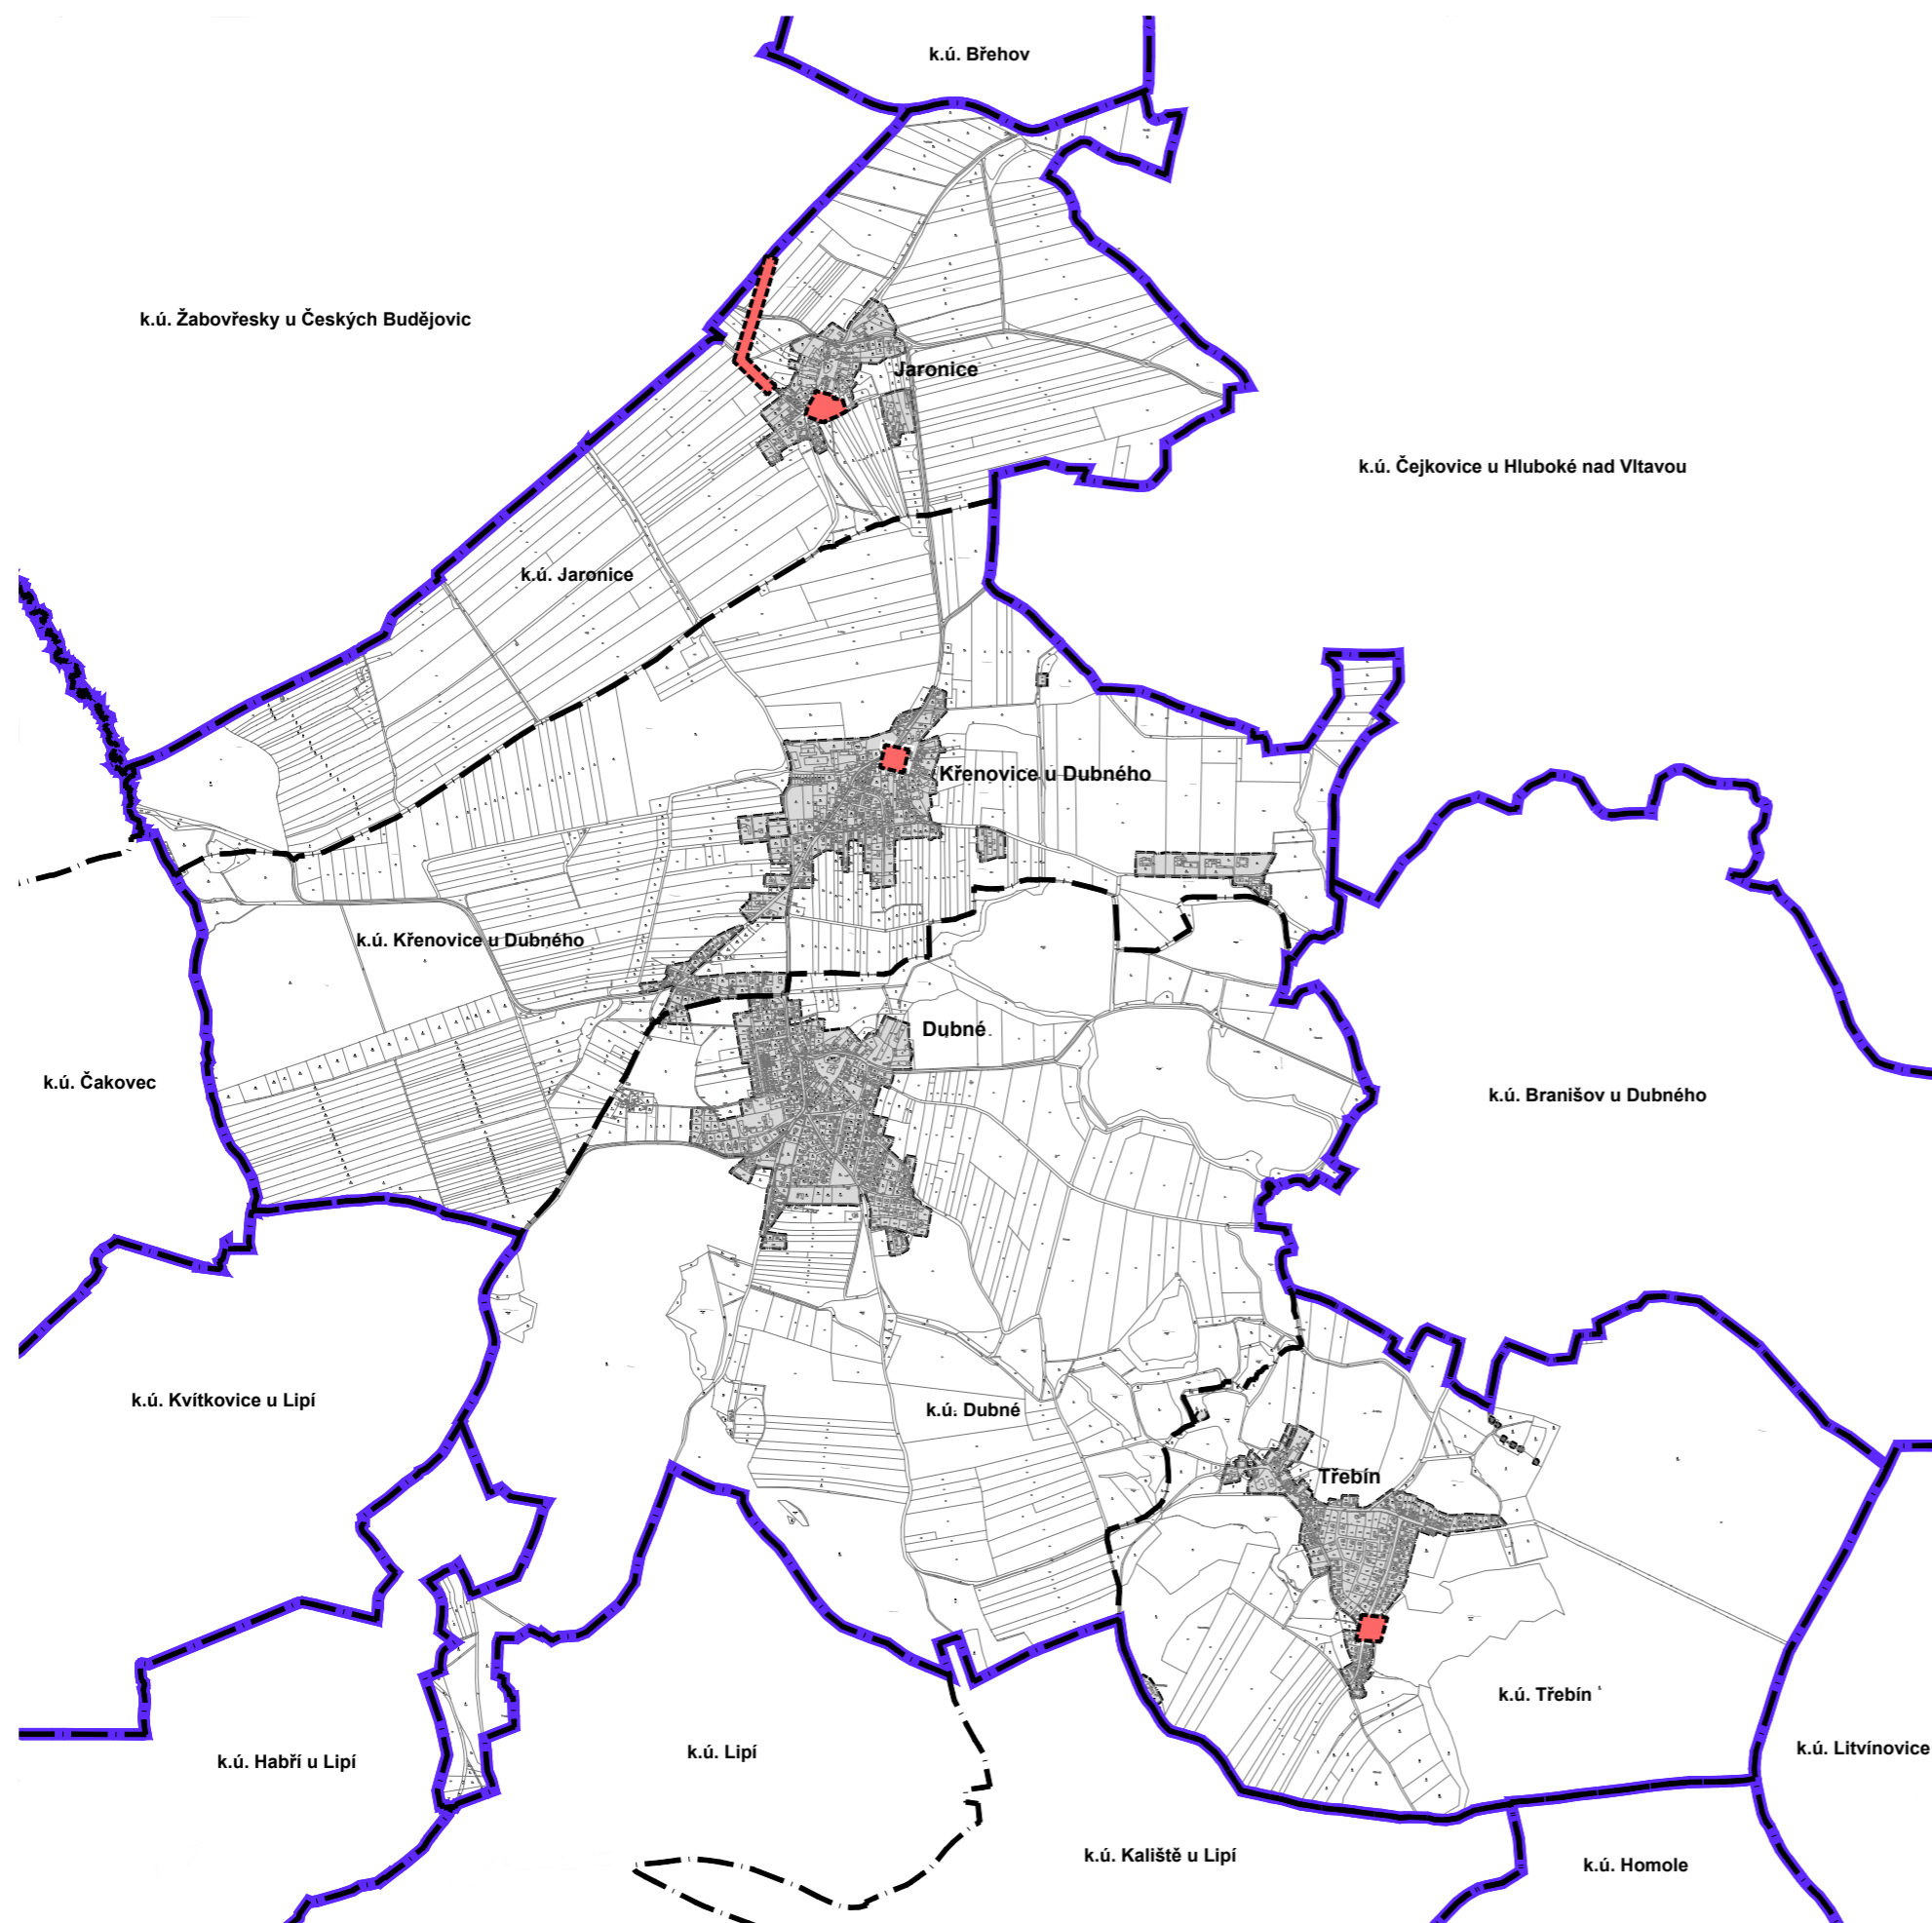 k.ú. Břehov
k.ú. Žabovřesky u Českých Budějovic
Jaronice
k.ú. Čejkovice u Hluboké nad Vltavou
k.ú. Jaronice
Křenovice u Dubného
k.ú. Křenovice u Dubného
Dubné
k.ú. Čakovec
k.ú. Branišov u Dubného
k.ú. Kvítkovice u Lipí
k.ú. Dubné
Třebín
k.ú. Třebín
k.ú. Litvínovice
k.ú. Lipí
k.ú. Habří u Lipí
k.ú. Kaliště u Lipí
k.ú. Homole